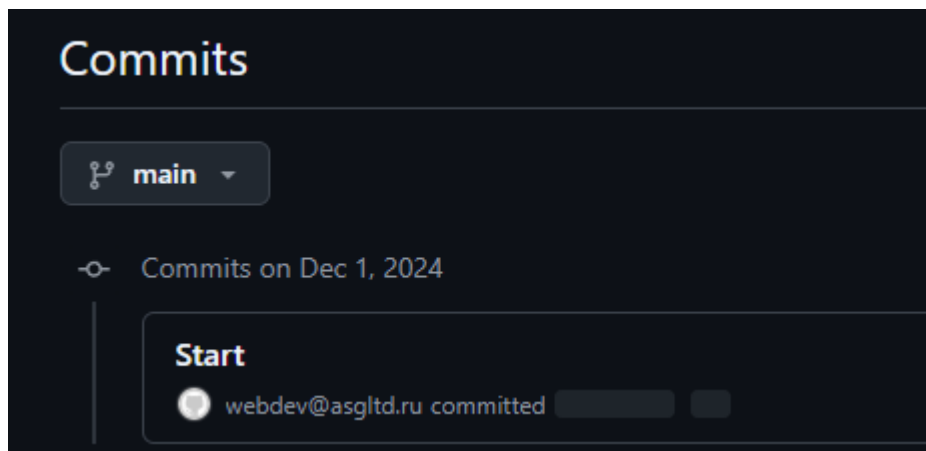 Commits
main
Commits on Dec 1, 2024
Start
webdev@asgltd.ru committed